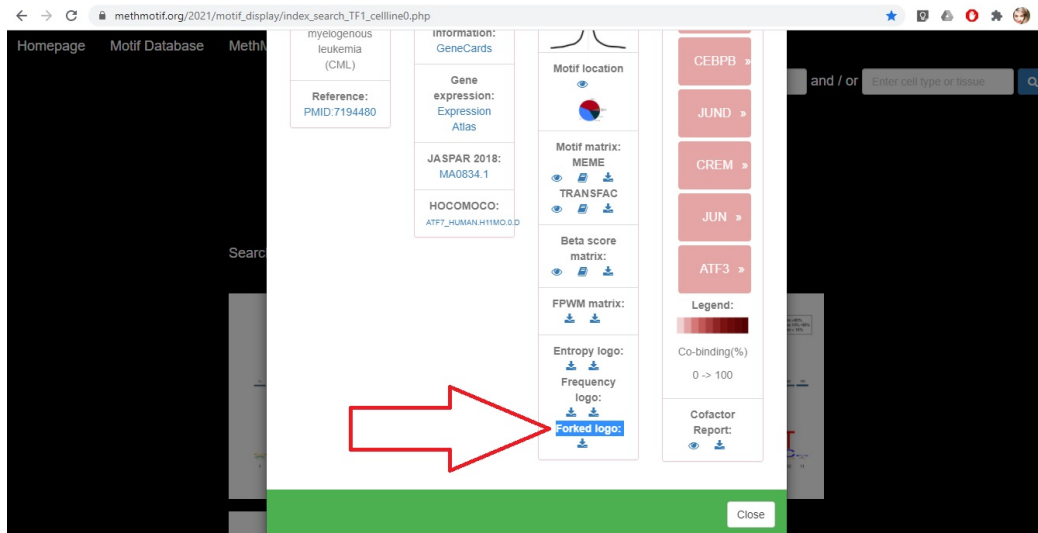 methmotif.org/2021/motif_display/index_search_TF1_cellline0.php
Homepage Motif Database MethM
and / or Enter cell type or tissue
Search
myelogenous
leukemia
(CML)
Reference:
PMID:7194480
information:
GeneCards
Gene
expression:
Expression
Atlas
JASPAR 2018:
MA0834.1
HOCOMOCO:
ATF7_HUMAN.H11MO.0.D
Motif location
Motif matrix:
MEME
TRANSFAC
Beta score
matrix:
FPWM matrix:
Entropy logo:
Frequency
logo:
Forked logo:
CEBPB »
JUND »
CREM »
JUN »
ATF3 »
Legend:
Co-binding(%)
0 -> 100
Cofactor
Report:
Close